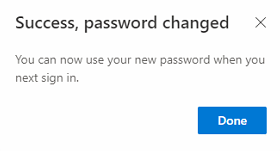 Success, password changed
You can now use your new password when you
next sign in.
Done